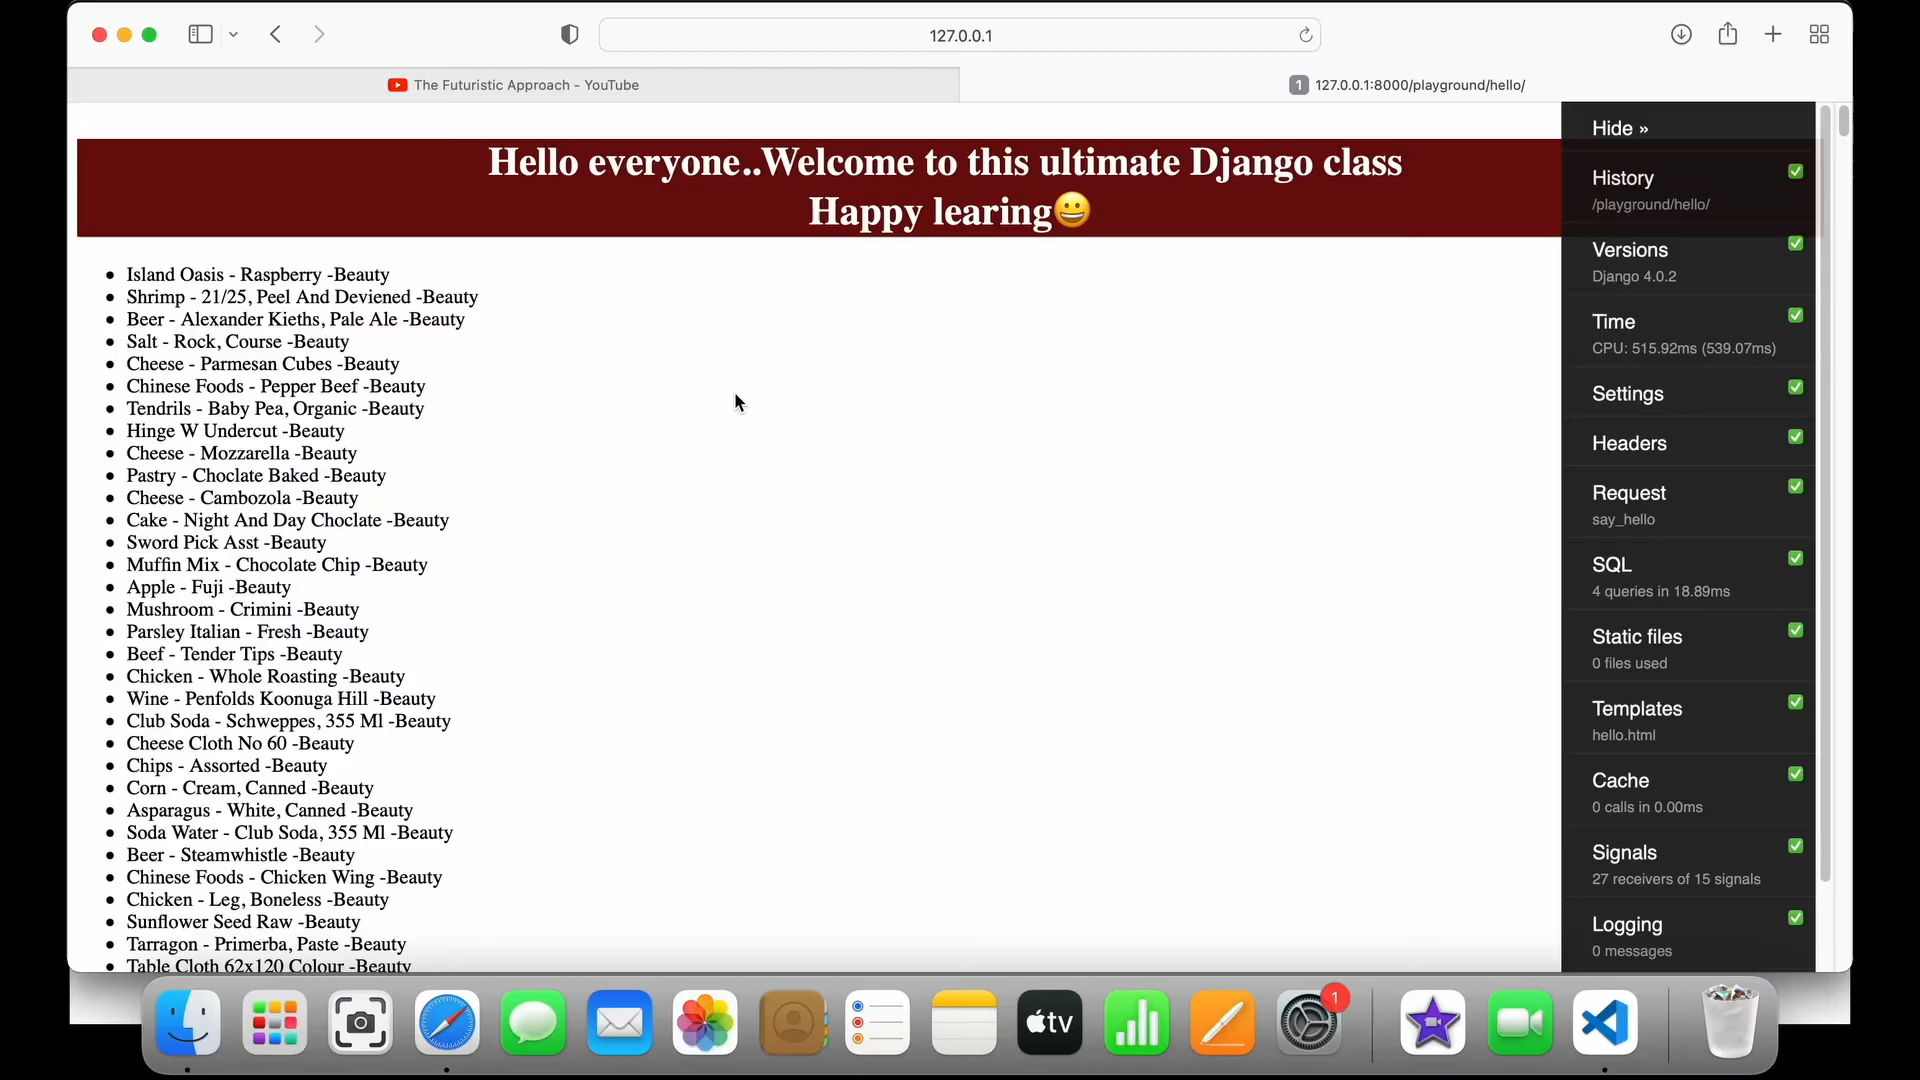 127.0.0.1
The Futuristic Approach - YouTube
1 127.0.0.1:8000/playground/hello/
Hello everyone..Welcome to this ultimate Django class
Happy learing😀
Island Oasis - Raspberry -Beauty
Shrimp - 21/25, Peel And Deviened -Beauty
Beer - Alexander Kieths, Pale Ale -Beauty
Salt - Rock, Course -Beauty
Cheese - Parmesan Cubes -Beauty
Chinese Foods - Pepper Beef -Beauty
Tendrils - Baby Pea, Organic -Beauty
Hinge W Undercut -Beauty
Cheese - Mozzarella -Beauty
Pastry - Choclate Baked -Beauty
Cheese - Cambozola -Beauty
Cake - Night And Day Choclate -Beauty
Sword Pick Asst -Beauty
Muffin Mix - Chocolate Chip -Beauty
Apple - Fuji -Beauty
Mushroom - Crimini -Beauty
Parsley Italian - Fresh -Beauty
Beef - Tender Tips -Beauty
Chicken - Whole Roasting -Beauty
Wine - Penfolds Koonuga Hill -Beauty
Club Soda - Schweppes, 355 Ml -Beauty
Cheese Cloth No 60 -Beauty
Chips - Assorted -Beauty
Corn - Cream, Canned -Beauty
Asparagus - White, Canned -Beauty
Soda Water - Club Soda, 355 Ml -Beauty
Beer - Steamwhistle -Beauty
Chinese Foods - Chicken Wing -Beauty
Chicken - Leg, Boneless -Beauty
Sunflower Seed Raw -Beauty
Tarragon - Primerba, Paste -Beauty
Table Cloth 62x120 Colour -Beauty
Hide »
History
/playground/hello/
Versions
Django 4.0.2
Time
CPU: 515.92ms (539.07ms)
Settings
Headers
Request
say_hello
SQL
4 queries in 18.89ms
Static files
0 files used
Templates
hello.html
Cache
0 calls in 0.00ms
Signals
27 receivers of 15 signals
Logging
0 messages
tv
1